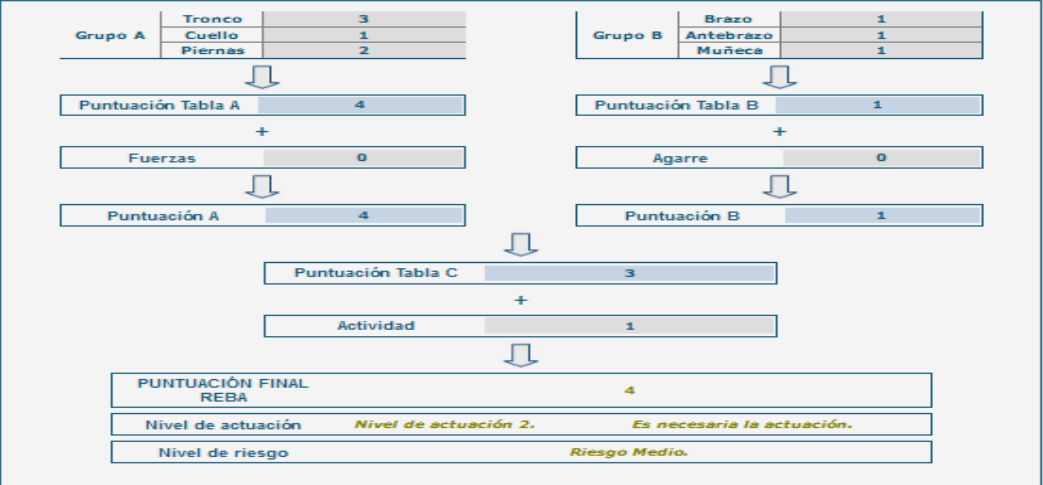 Grupo A
Tronco 3
Cuello 1
Piernas 2
Grupo B
Brazo 1
Antebrazo 1
Muñeca 1
Puntuación Tabla A 4
Puntuación Tabla B 1
+
+
Fuerzas 0
Agarre 0
Puntuación A 4
Puntuación B 1
Puntuación Tabla C 3
+
Actividad 1
PUNTUACIÓN FINAL
REBA
4
Nivel de actuación Nivel de actuación 2. Es necesaria la actuación.
Nivel de riesgo Riesgo Medio.